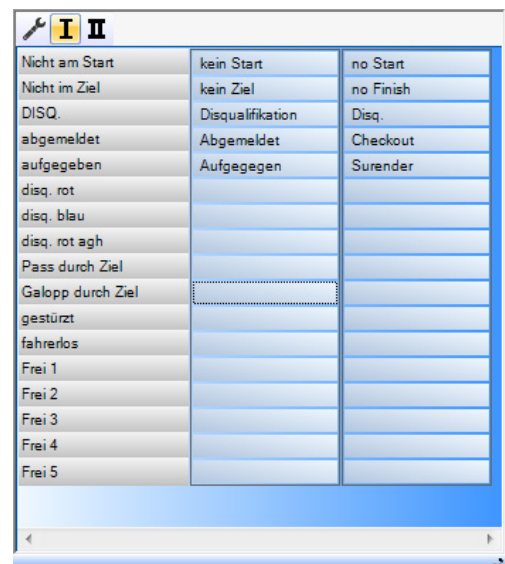 I II
Nicht am Start kein Start no Start
Nicht im Ziel kein Ziel no Finish
DISQ. Disqualifikation Disq.
abgemeldet Abgemeldet Checkout
aufgegeben Aufgegegen Surender
disq. rot
disq. blau
disq. rot agh
Pass durch Ziel
Galopp durch Ziel
gestürzt
fahrerlos
Frei 1
Frei 2
Frei 3
Frei 4
Frei 5